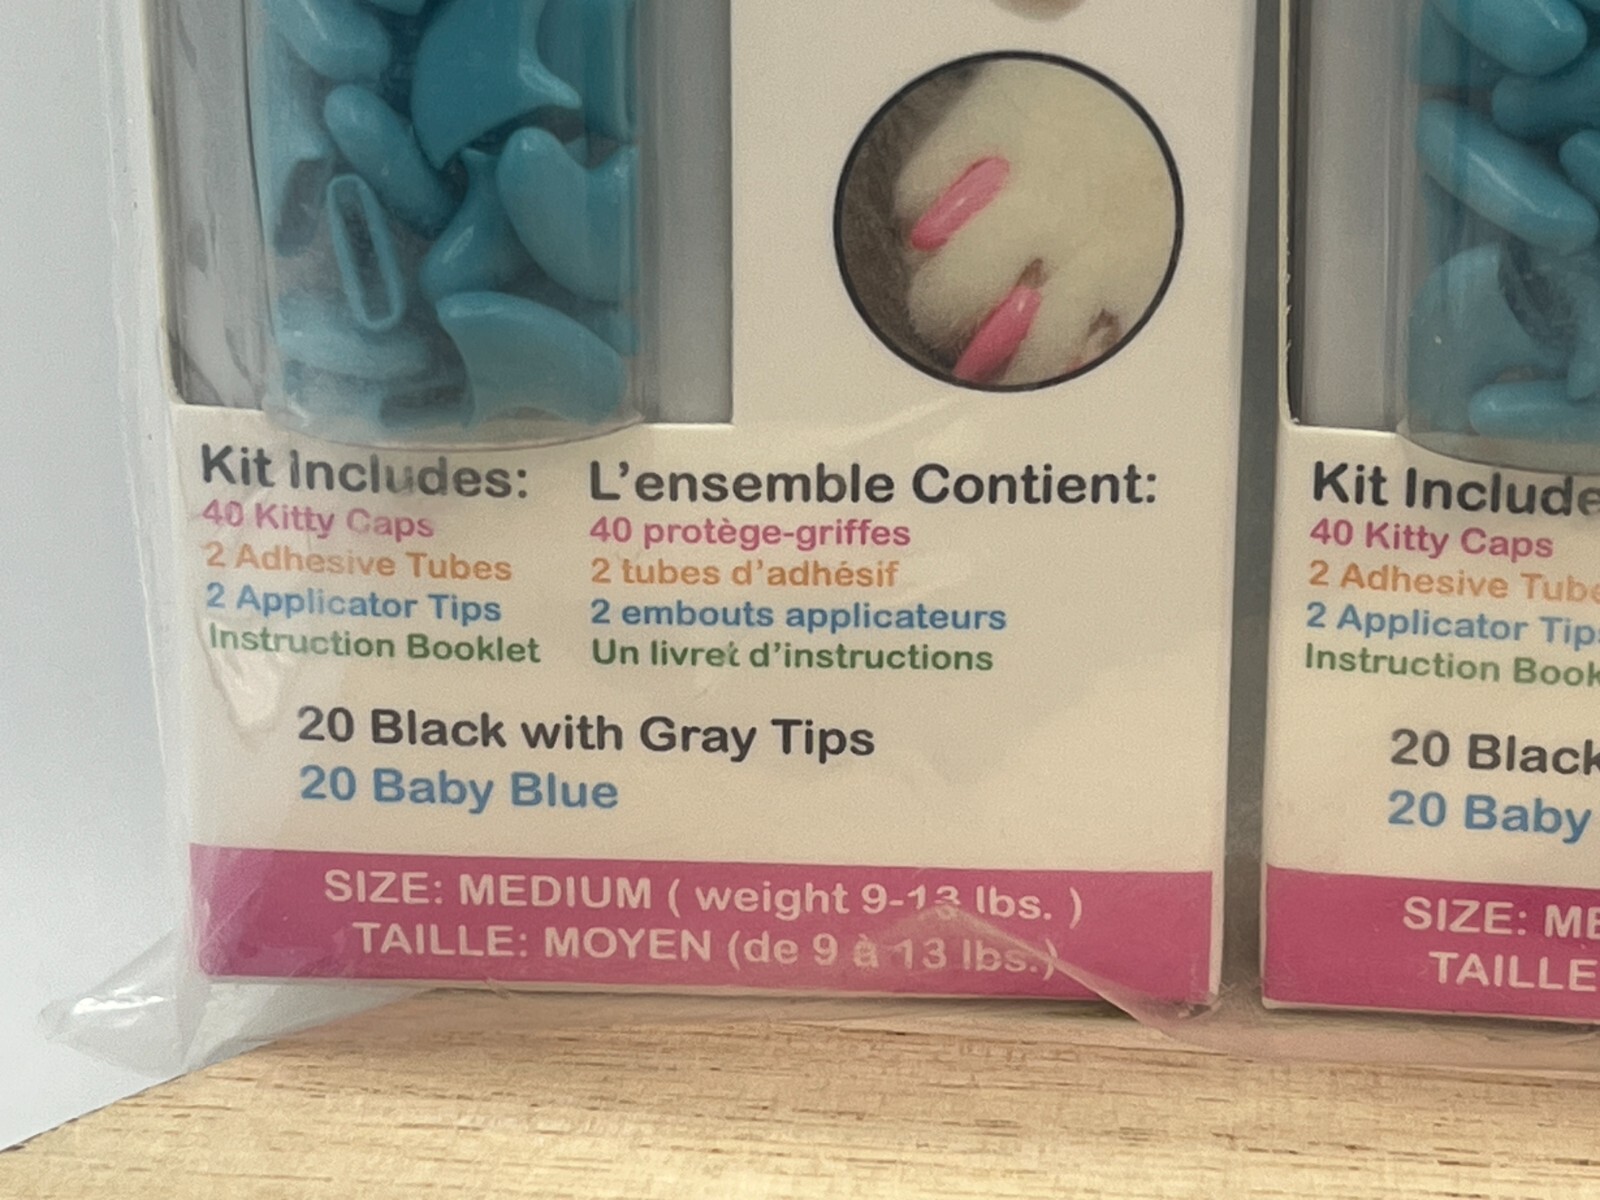 Kit Includes:
40 Kitty Caps
2 Adhesive Tubes
2 Applicator Tips
Instruction Booklet
L'ensemble Contient:
40 protège-griffes
2 tubes d'adhésif
2 embouts applicateurs
Un livret d'instructions
20 Black with Gray Tips
20 Baby Blue
SIZE: MEDIUM ( weight 9-13 lbs. )
TAILLE: MOYEN (de 9 à 13 lbs.)
Kit Include
40 Kitty Caps
2 Adhesive Tube
2 Applicator Tips
Instruction Book
20 Black
20 Baby
SIZE: ME
TAILLE